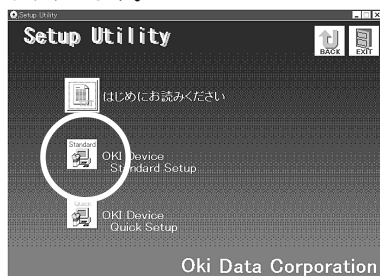 Setup Utility
Setup Utility
BACK
EXIT
はじめにお読みください
Standard
OKI Device
Standard Setup
Quick
OKI Device
Quick Setup
Oki Data Corporation